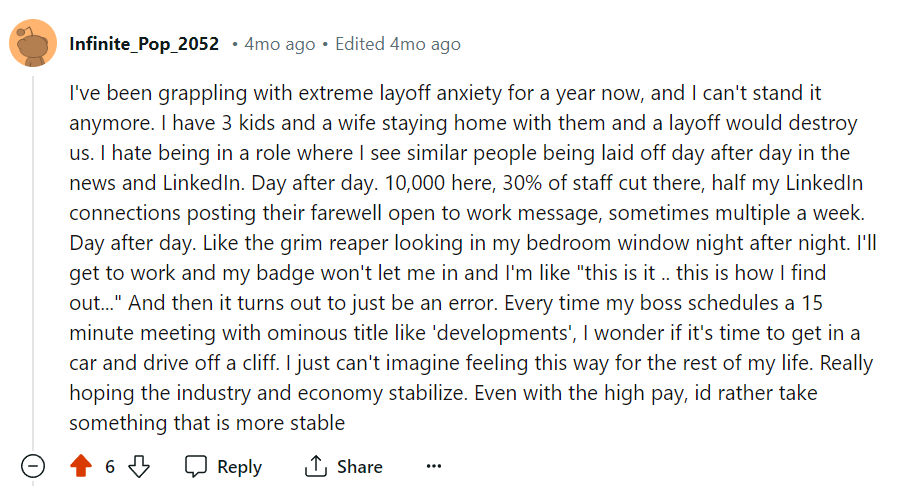 Infinite_Pop_2052 • 4mo ago • Edited 4mo ago
I've been grappling with extreme layoff anxiety for a year now, and I can't stand it
anymore. I have 3 kids and a wife staying home with them and a layoff would destroy
us. I hate being in a role where I see similar people being laid off day after day in the
news and LinkedIn. Day after day. 10,000 here, 30% of staff cut there, half my LinkedIn
connections posting their farewell open to work message, sometimes multiple a week.
Day after day. Like the grim reaper looking in my bedroom window night after night. I'll
get to work and my badge won't let me in and I'm like "this is it .. this is how I find
out..." And then it turns out to just be an error. Every time my boss schedules a 15
minute meeting with ominous title like 'developments', I wonder if it's time to get in a
car and drive off a cliff. I just can't imagine feeling this way for the rest of my life. Really
hoping the industry and economy stabilize. Even with the high pay, id rather take
something that is more stable
6 Reply Share ...